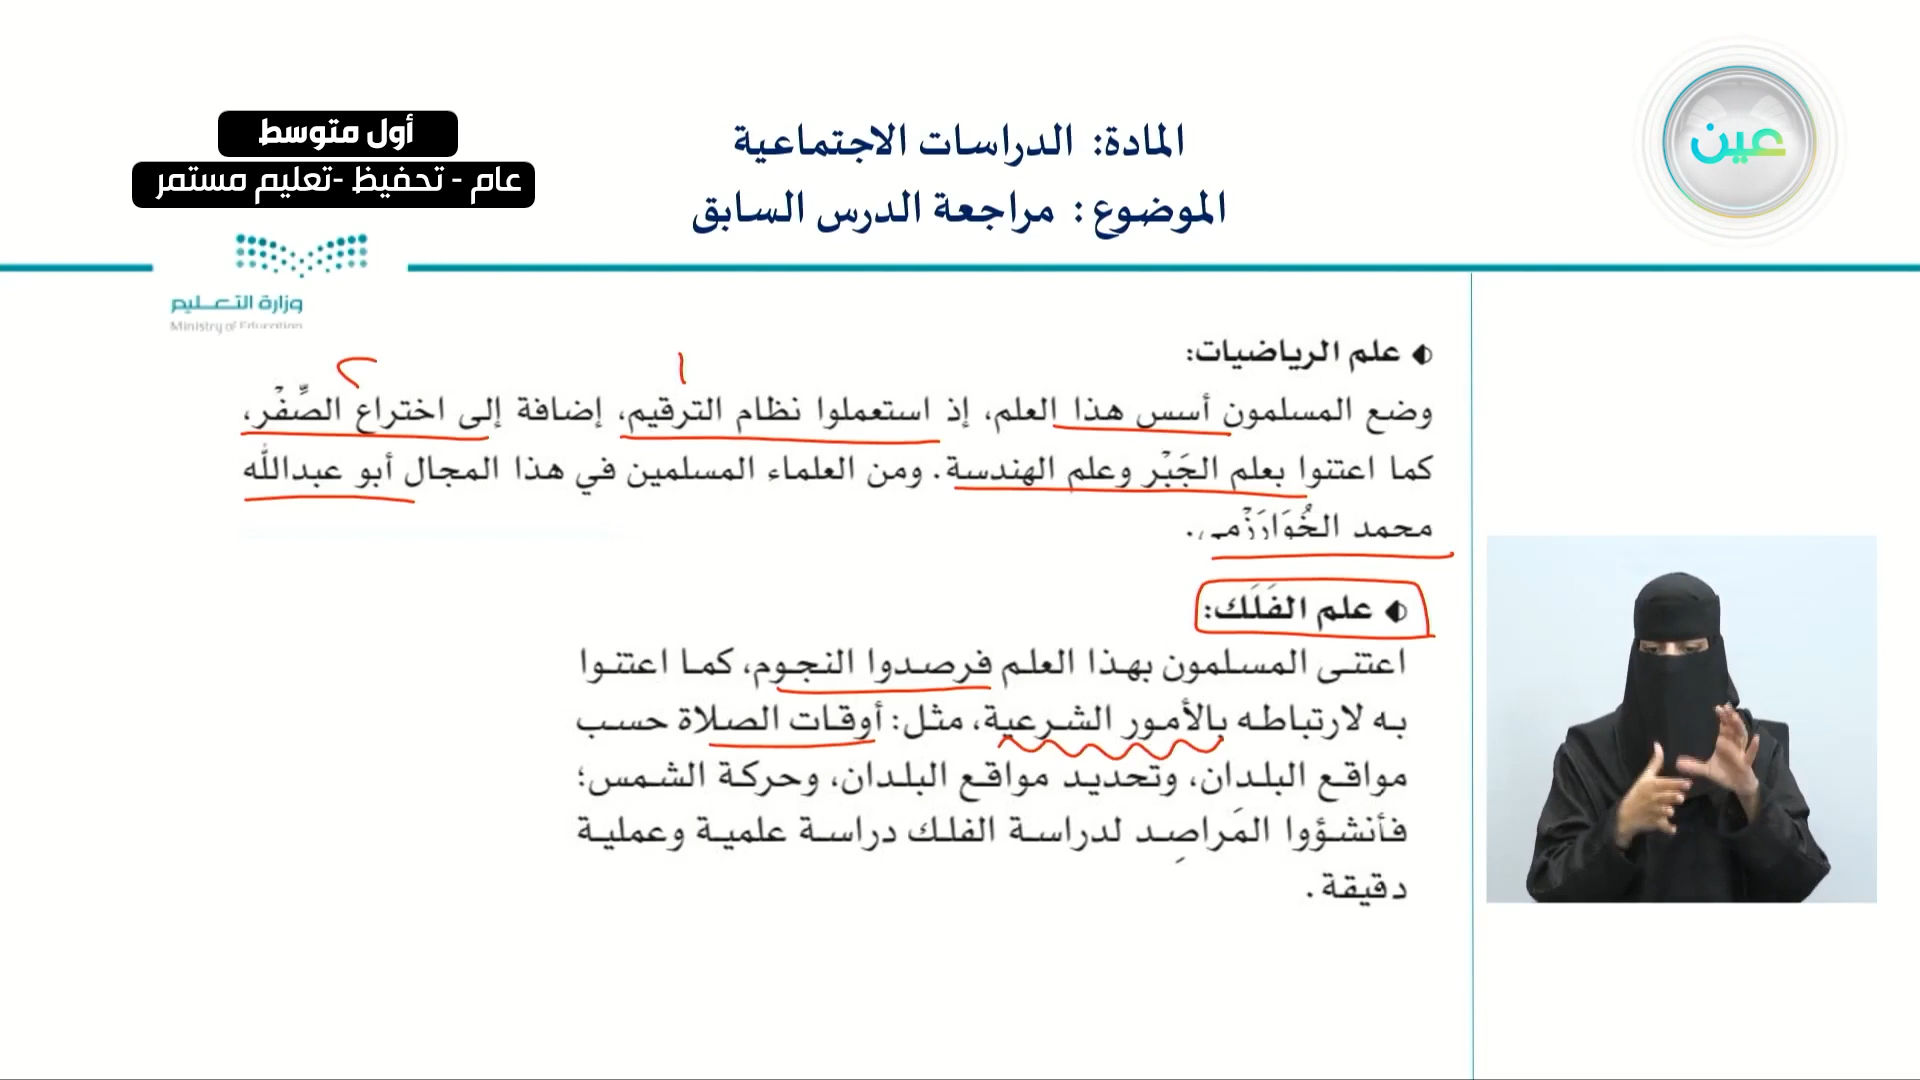 عين
المادة: الدراسات الاجتماعية
الموضوع: مراجعة الدرس السابق
أول متوسط
عام - تحفيظ -تعليم مستمر
وزارة التعـــليم
Ministry of Education
علم الرياضيات:
١
٢
وضع المسلمون أسس هذا العلم، إذ استعملوا نظام الترقيم، إضافة إلى اختراع الصِّفْر،
كما اعتنوا بعلم الجَبْر وعلم الهندسة. ومن العلماء المسلمين في هذا المجال أبو عبدالله
محمد الخُوَارَزْمي.
علم الفَلَك:
اعتنى المسلمون بهذا العلم فرصدوا النجوم، كما اعتنوا
به لارتباطه بالأمور الشرعية، مثل: أوقات الصلاة حسب
مواقع البلدان، وتحديد مواقع البلدان، وحركة الشمس؛
فأنشؤوا المَراصِد لدراسة الفلك دراسة علمية وعملية
دقيقة.